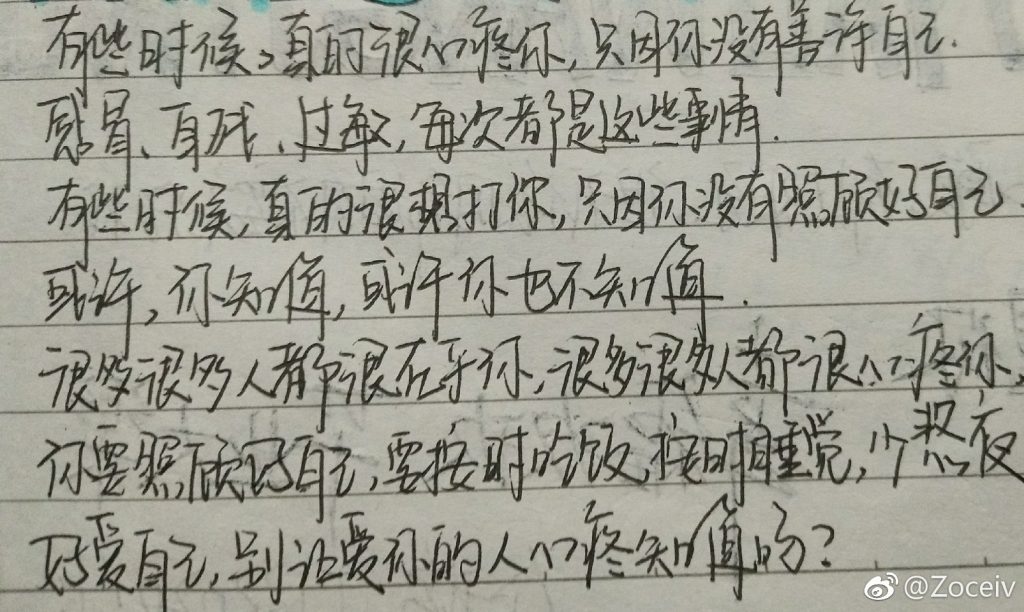 有些时候,真的很心疼你,只因你没有善待自己.
感冒、自残、过敏,每次都是这些事情.
有些时候,真的很想打你,只因你没有照顾好自己.
或许,你知值,或许你也不知值.
很多很多人都很在乎你,很多很多人都很心疼你,
你要照顾好自己,要按时吃饭,按时睡觉,少熬夜
好爱自己,别让爱你的人心疼知值吗?
@Zoceiv